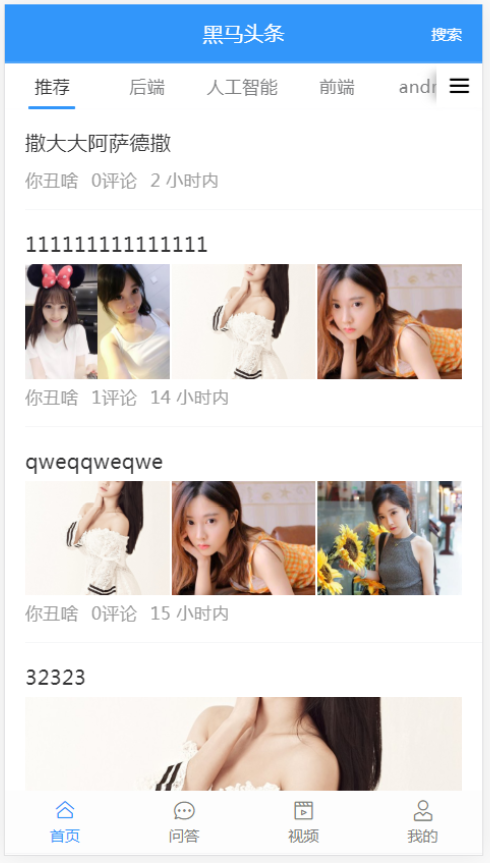 黑马头条
搜索
推荐 后端 人工智能 前端 andr
撒大大阿萨德撒
你丑啥 0评论 2 小时内
111111111111111
你丑啥 1评论 14 小时内
qweqqweqwe
你丑啥 0评论 15 小时内
32323
首页 问答 视频 我的